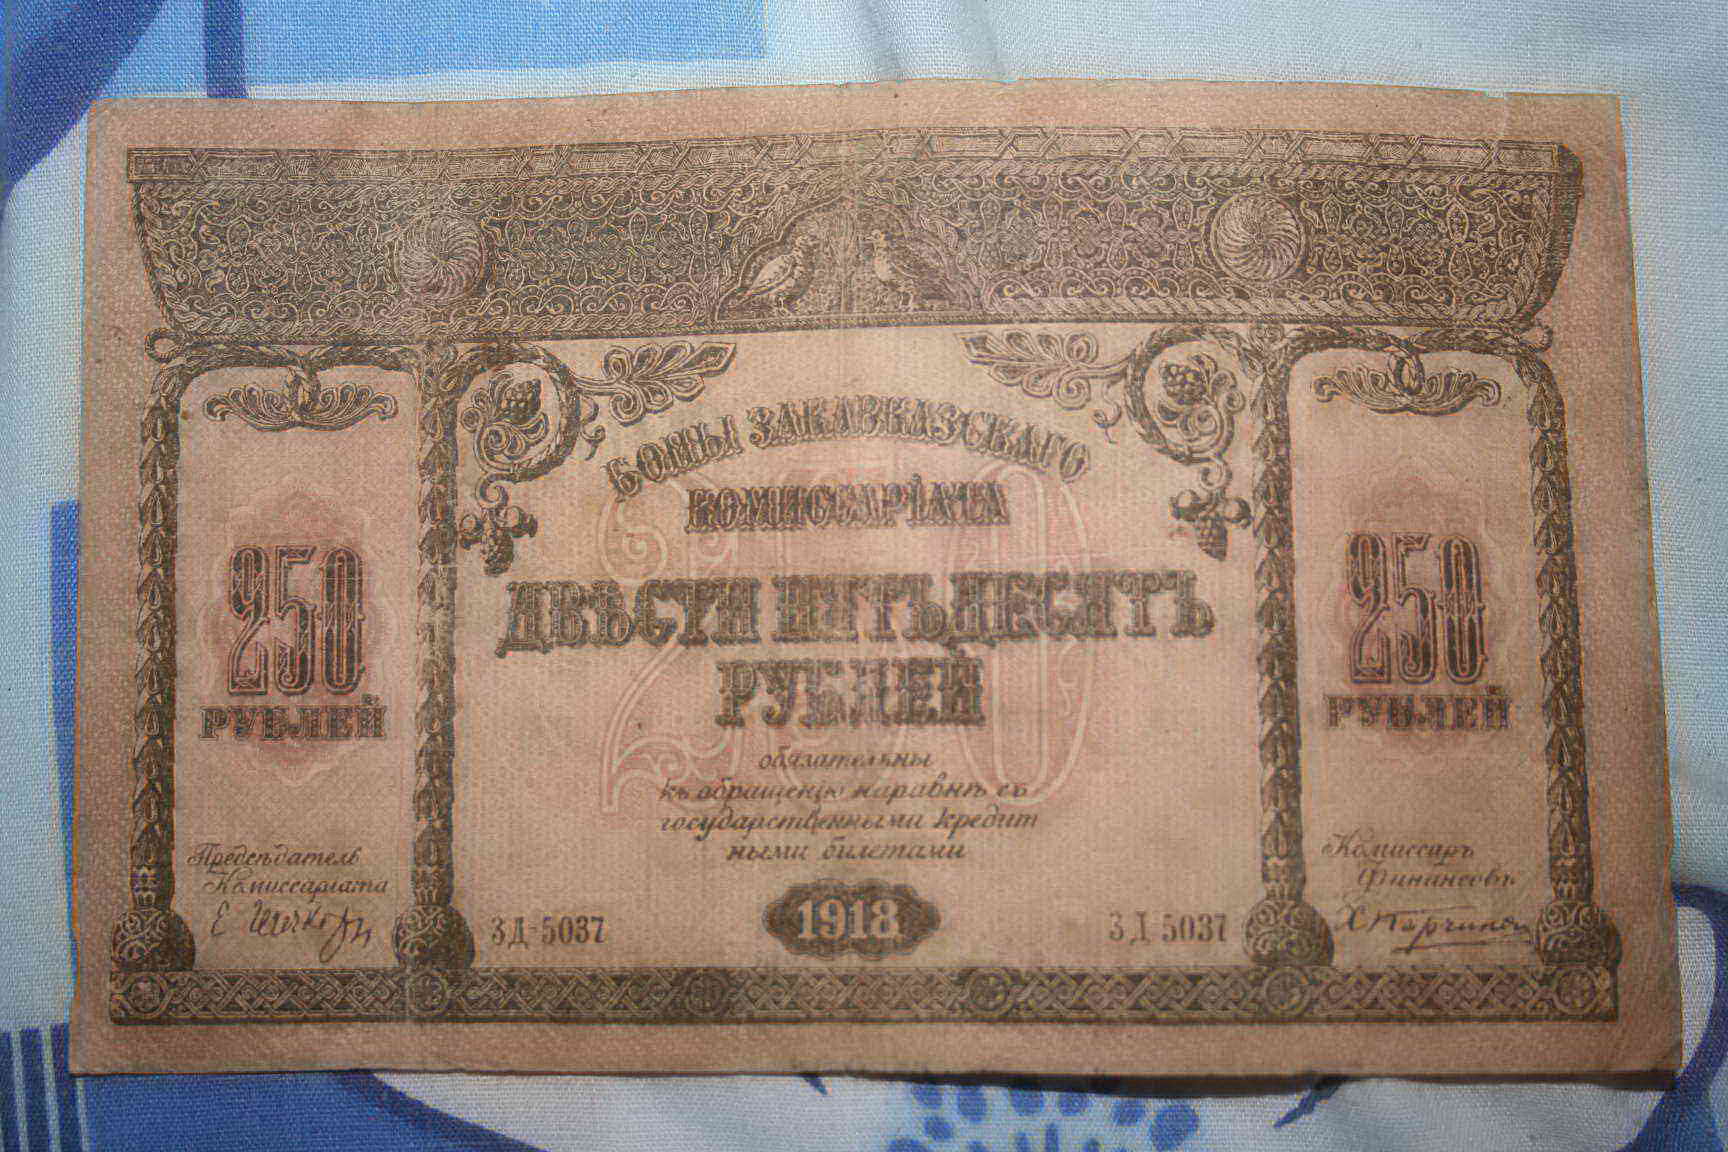 БОНЫ ЗАКАВКАЗСКАГО
КОМИССАРІАТА
ДВѢСТИ ПЯТЬДЕСЯТЪ
РУБЛЕЙ
250
РУБЛЕЙ
250
РУБЛЕЙ
обязательны
къ обращенію наравнѣ съ
государственными кредит
ными билетами
Предсѣдатель
Комиссаріата
Комиссаръ
Финансовъ
ЗД-5037
1918
ЗД 5037